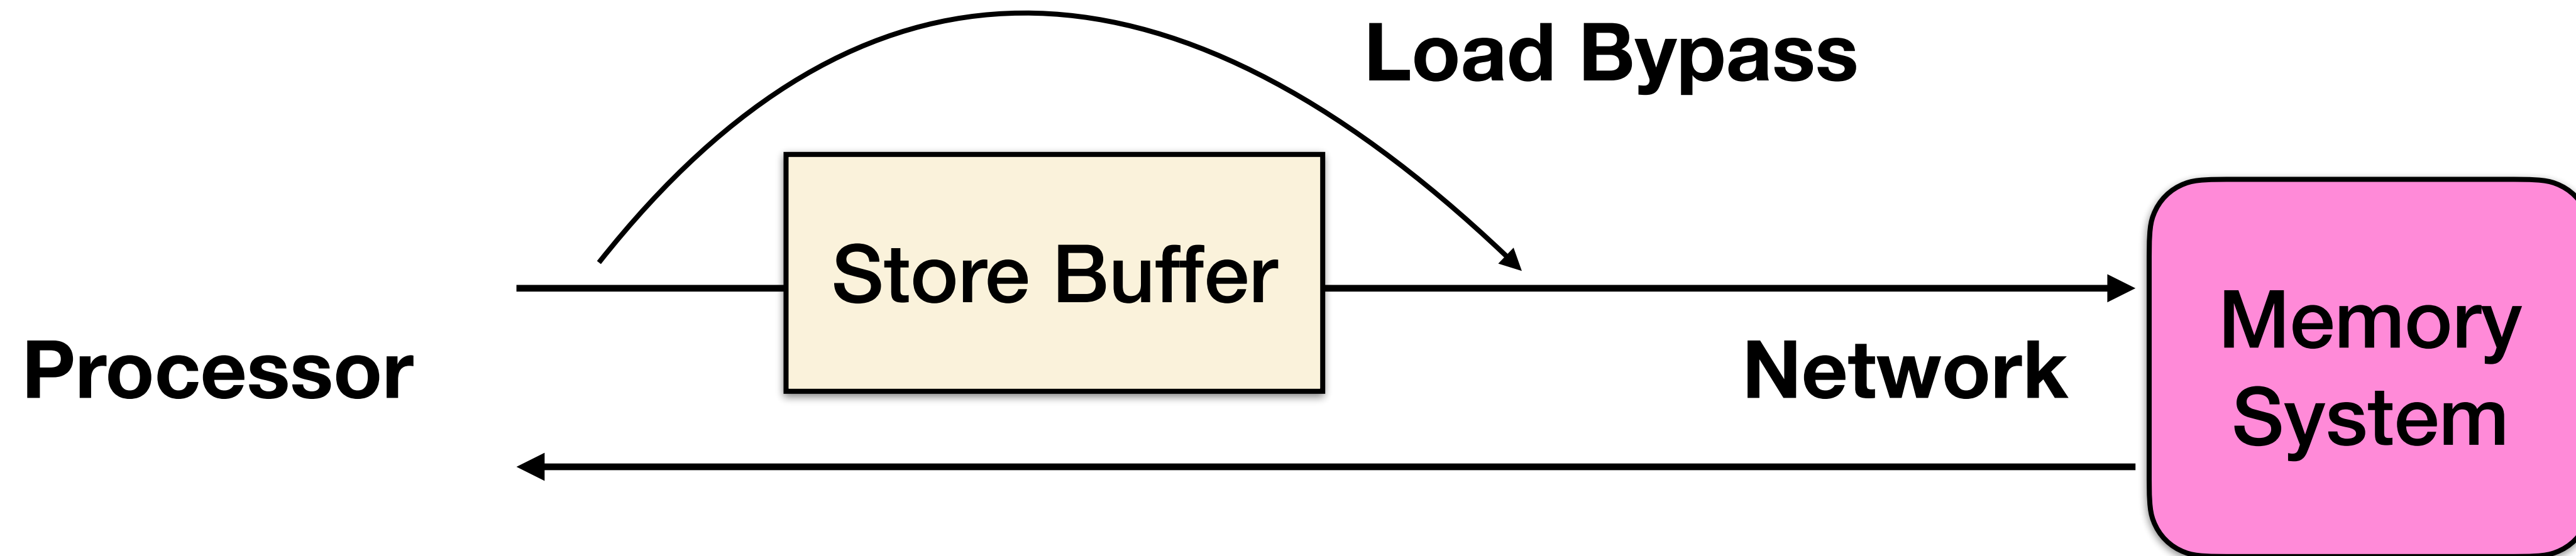 Load Bypass
Store Buffer
Processor
Network
Memory
System